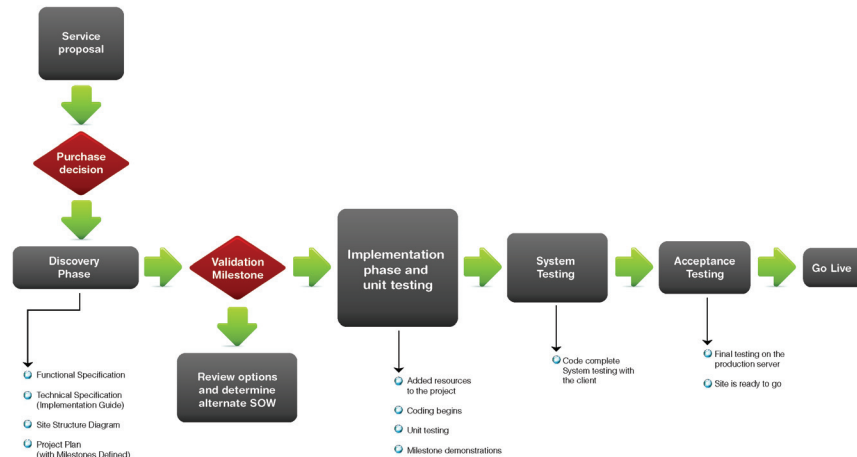 Service
proposal
Purchase
decision
Discovery
Phase
Validation
Milestone
Implementation
phase and
unit testing
System
Testing
Acceptance
Testing
Go Live
Review options
and determine
alternate SOW
Functional Specification
Technical Specification
(Implementation Guide)
Site Structure Diagram
Project Plan
(with Milestones Defined)
Added resources
to the project
Coding begins
Unit testing
Milestone demonstrations
Code complete
System testing with
the client
Final testing on the
production server
Site is ready to go